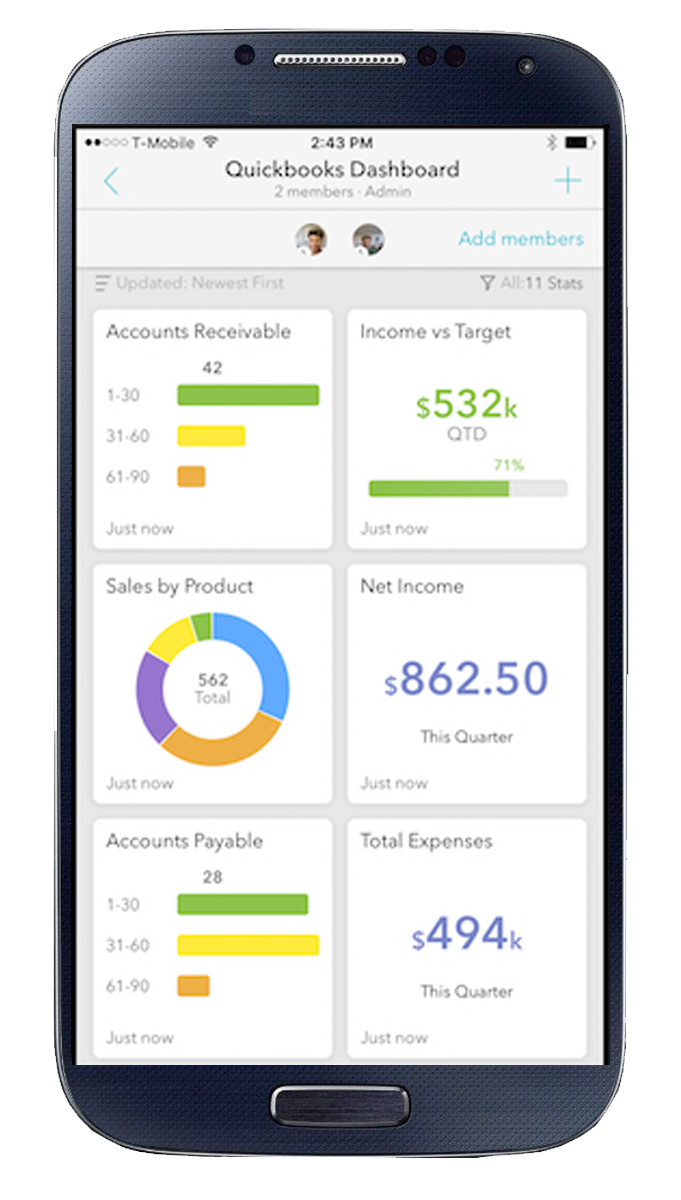 T-Mobile 2:43 PM
Quickbooks Dashboard
2 members · Admin
Add members
Updated: Newest First All:11 Stats
Accounts Receivable
42
1-30
31-60
61-90
Just now
Income vs Target
$532k
QTD
71%
Just now
Sales by Product
562
Total
Just now
Net Income
$862.50
This Quarter
Just now
Accounts Payable
28
1-30
31-60
61-90
Just now
Total Expenses
$494k
This Quarter
Just now